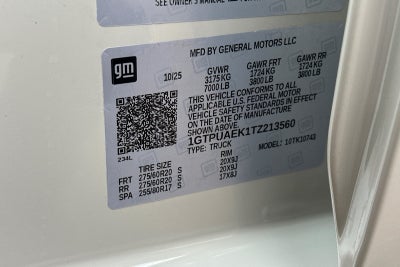 SEE OWNER'S MANUAL
MFD BY GENERAL MOTORS LLC
gm
10/25
GVWR
GAWR FRT
GAWR RR
3175 KG
1724 KG
1724 KG
7000 LB
3800 LB
3800 LB
THIS VEHICLE CONFORMS TO ALL
APPLICABLE U.S. FEDERAL MOTOR
VEHICLE SAFETY STANDARDS IN EFFECT
ON THE DATE OF MANUFACTURE
SHOWN ABOVE.
1GTPUAEK1TZ213560
TYPE: TRUCK
MODEL: 10TK10743
234L
TIRE SIZE
RIM
FRT 275/60R20 S 20X9J
RR 275/60R20 S 20X9J
SPA 255/80R17 S 17X8J